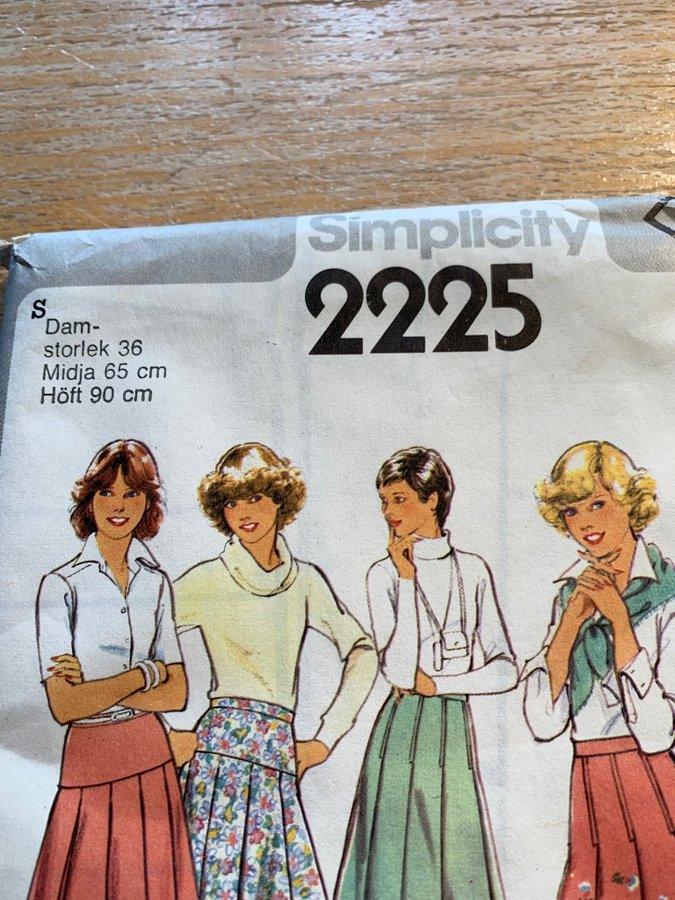 Simplicity
2225
S
Dam-
storlek 36
Midja 65 cm
Höft 90 cm